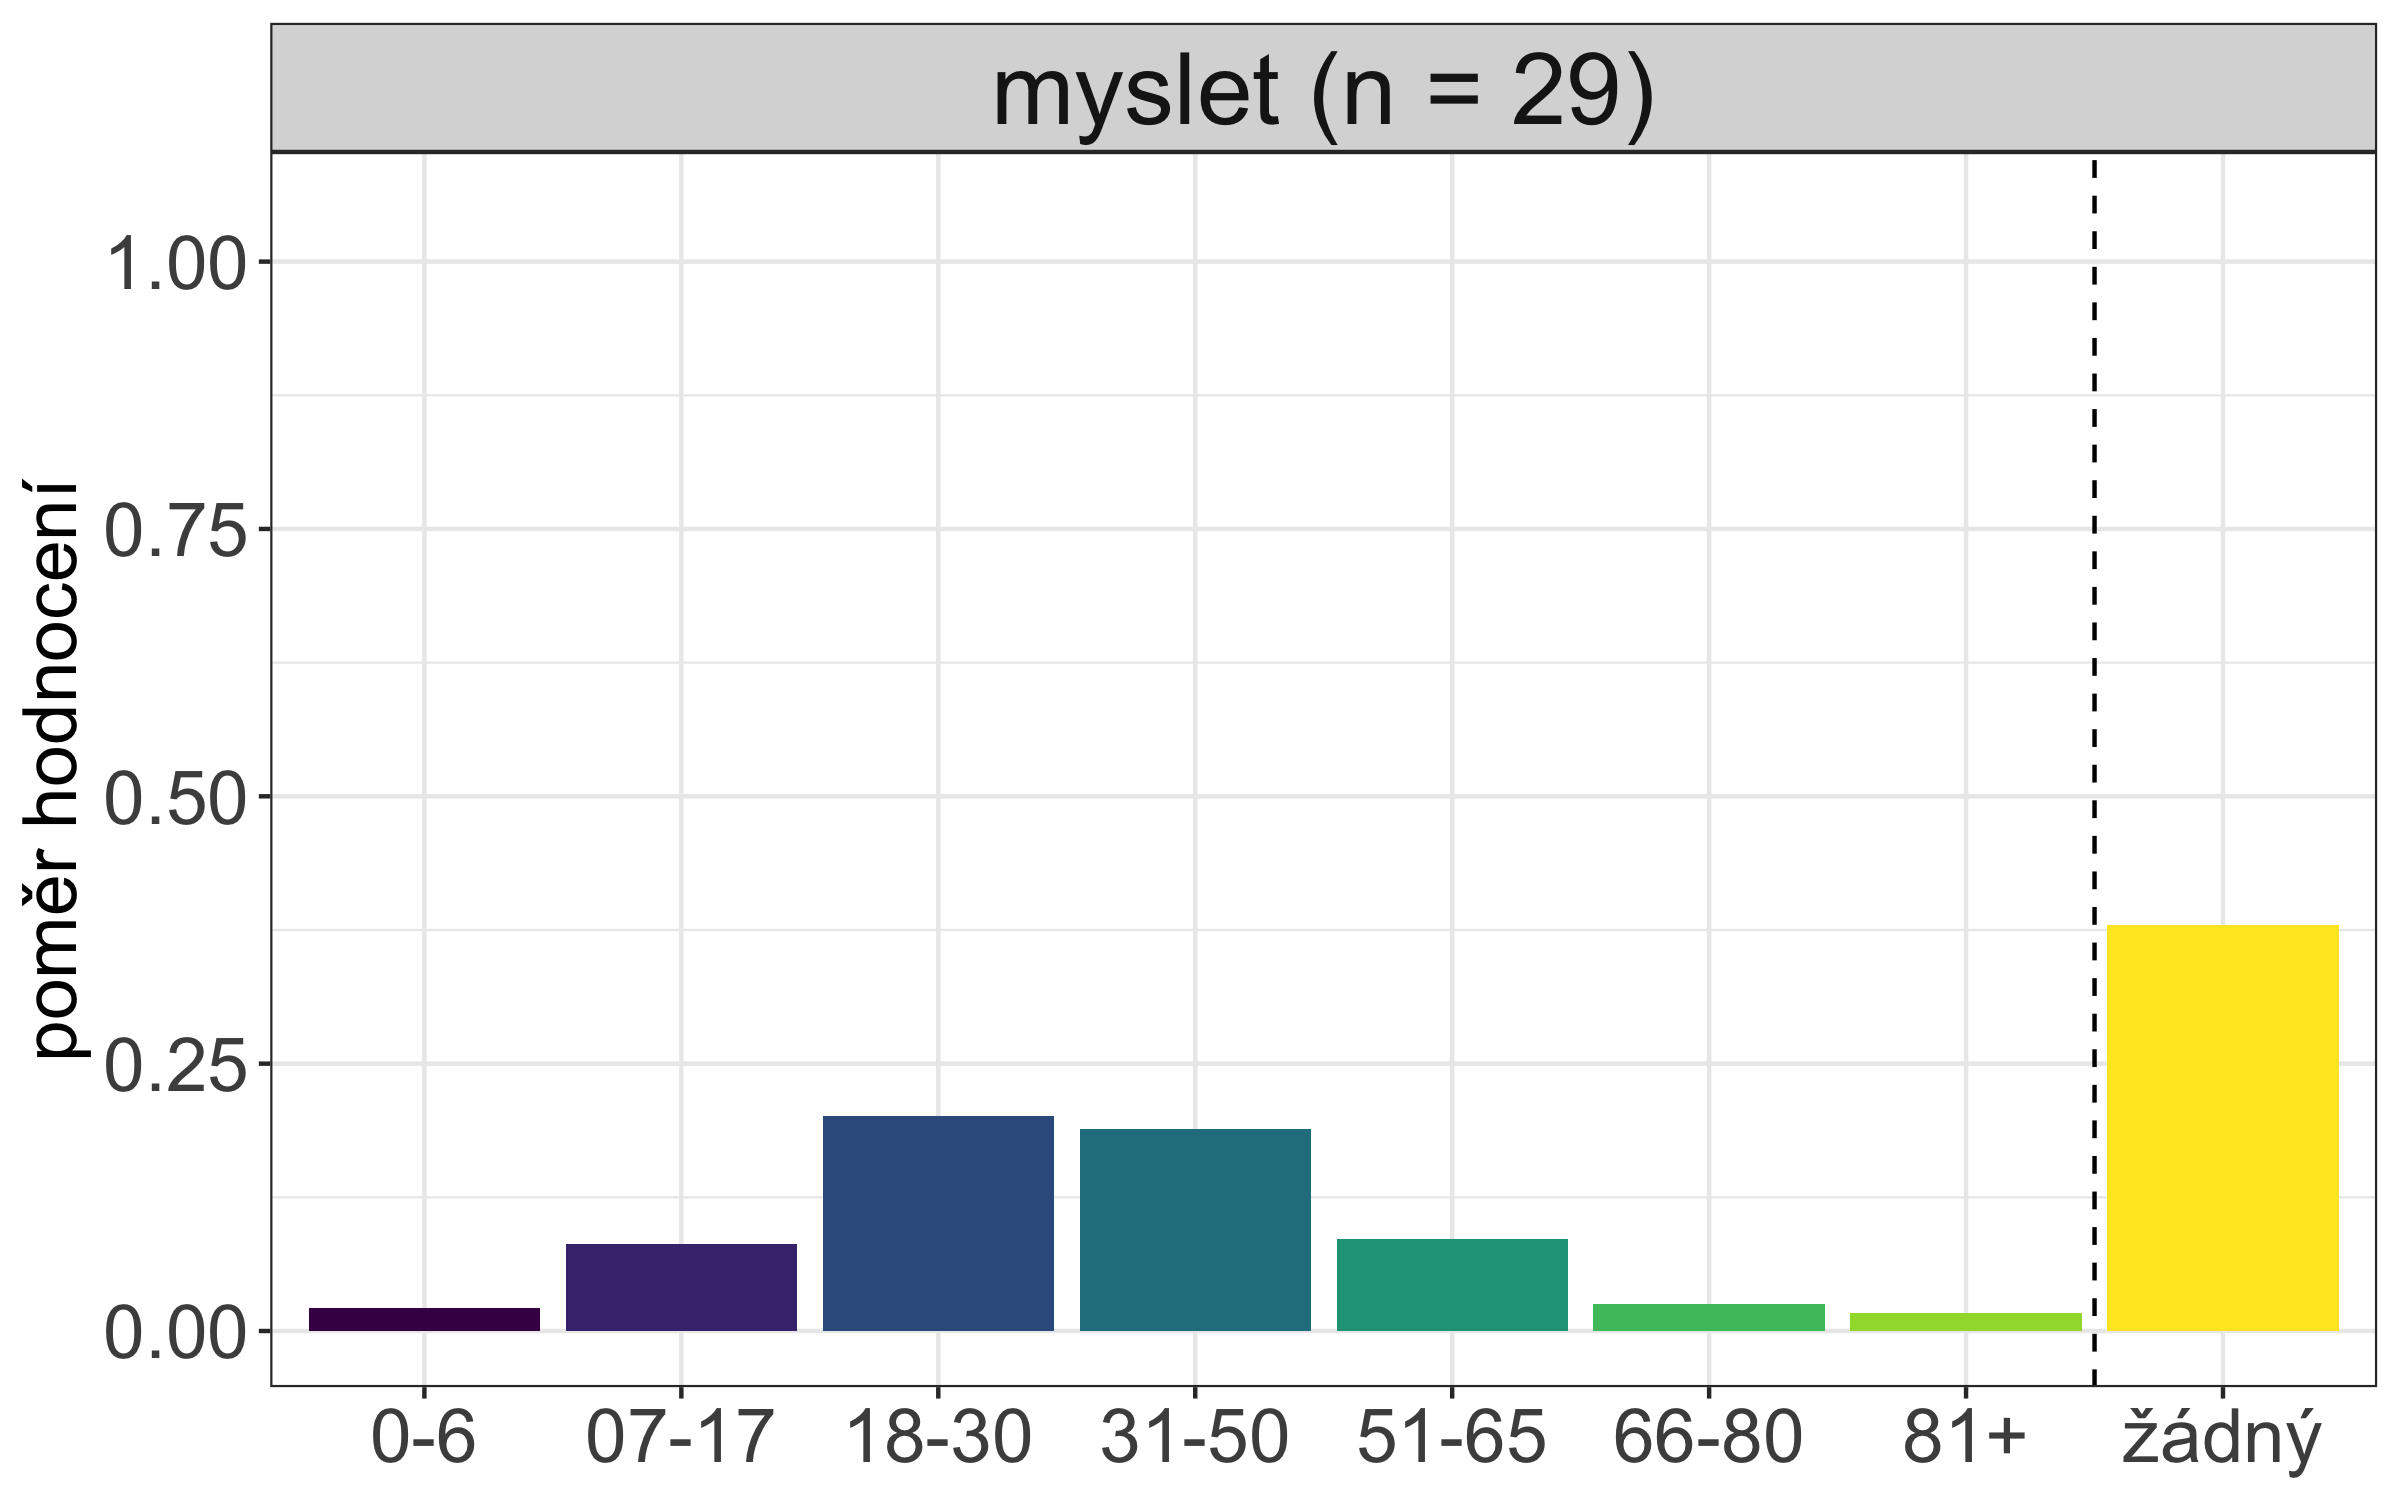 myslet (n = 29)
poměr hodnocení
1.00
0.75
0.50
0.25
0.00
0-6 07-17 18-30 31-50 51-65 66-80 81+ žádný